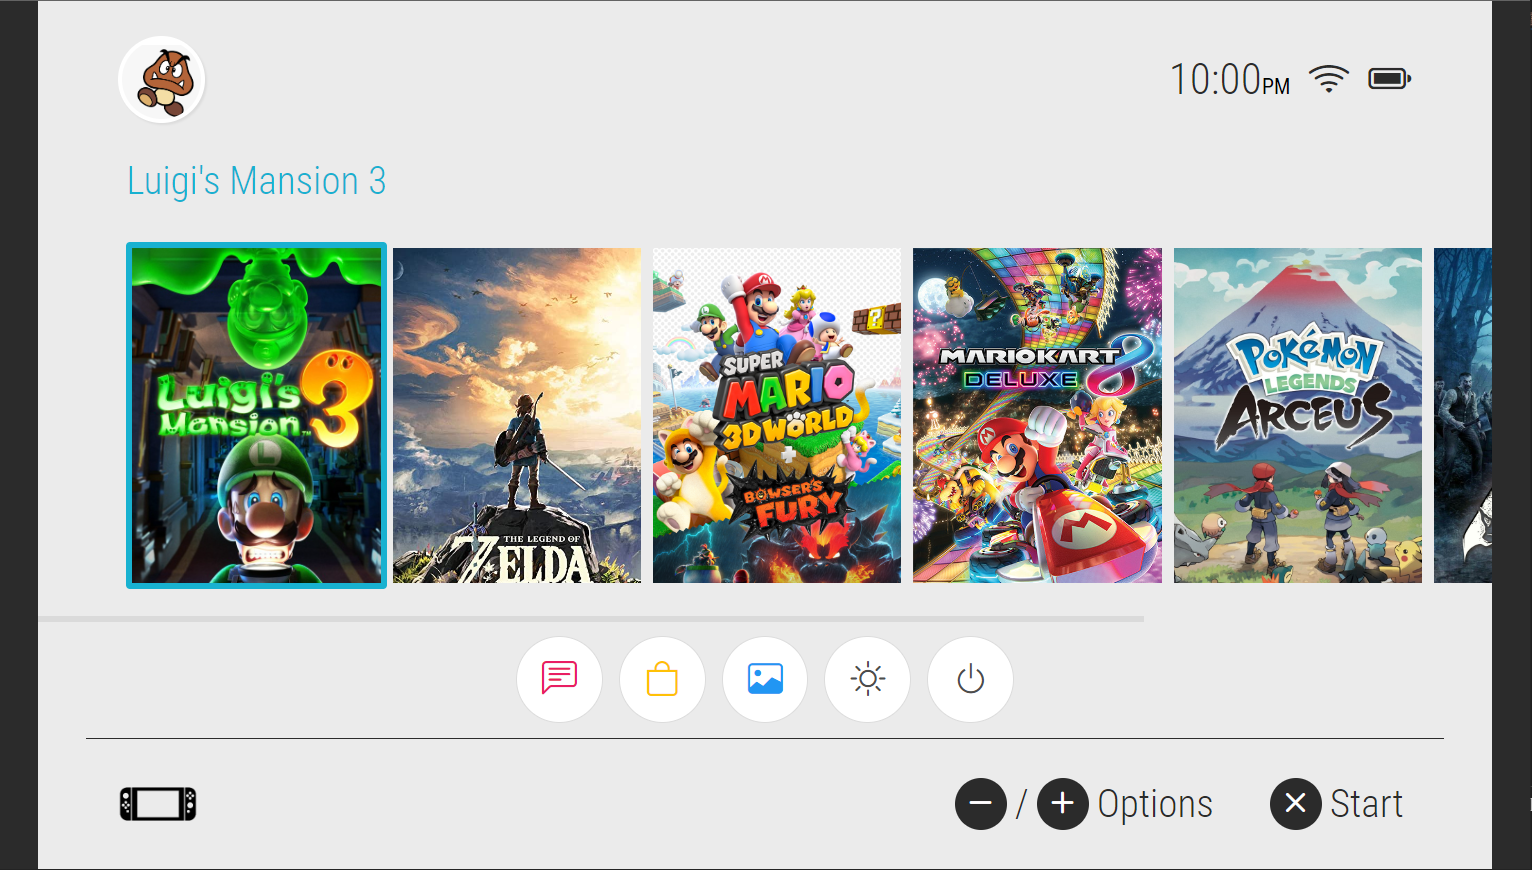 10:00PM
Luigi's Mansion 3
Luigi's
Mansion™ 3
L
THE LEGEND OF
ZELDA
?
SUPER
MARIO
3D WORLD
+
BOWSER'S
FURY
MARIOKART 8
DELUXE
M
POKÉMON
LEGENDS
ARCEUS
− / + Options
X Start